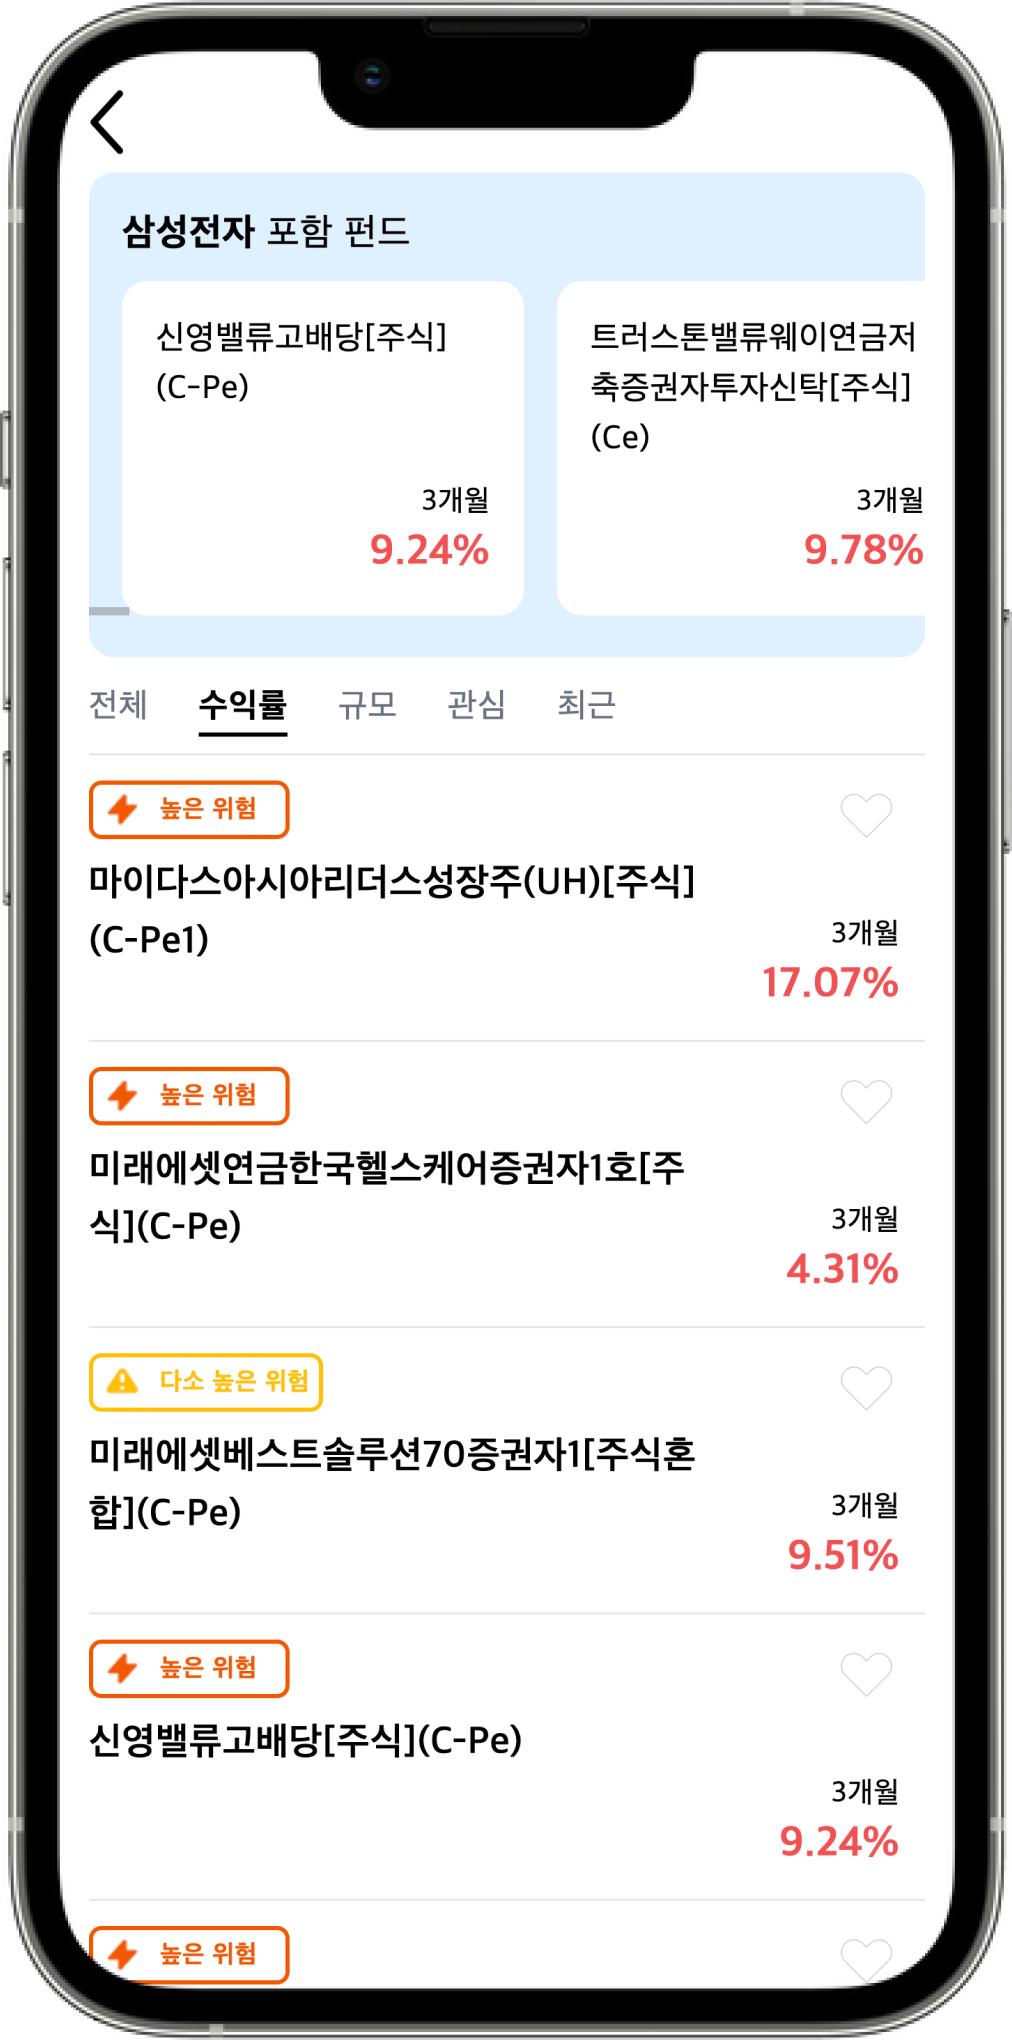 삼성전자 포함 펀드
신영밸류고배당[주식]
(C-Pe)
3개월
9.24%
트러스톤밸류웨이연금저
축증권자투자신탁[주식]
(Ce)
3개월
9.78%
전체 수익률 규모 관심 최근
높은 위험
마이다스아시아리더스성장주(UH)[주식]
(C-Pe1)
3개월
17.07%
높은 위험
미래에셋연금한국헬스케어증권자1호[주
식](C-Pe)
3개월
4.31%
다소 높은 위험
미래에셋베스트솔루션70증권자1[주식혼
합](C-Pe)
3개월
9.51%
높은 위험
신영밸류고배당[주식](C-Pe)
3개월
9.24%
높은 위험